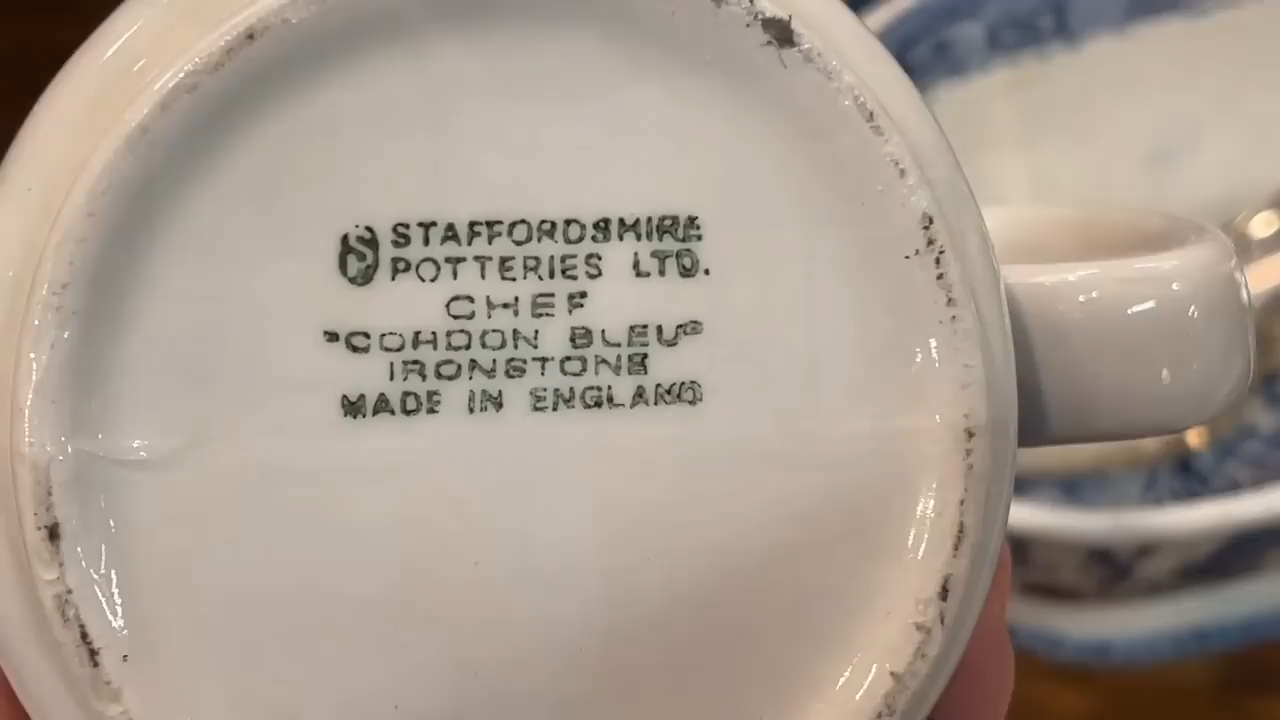 STAFFORDSHIRE
POTTERIES LTD.
CHEF
"CORDON BLEU"
IRONSTONE
MADE IN ENGLAND